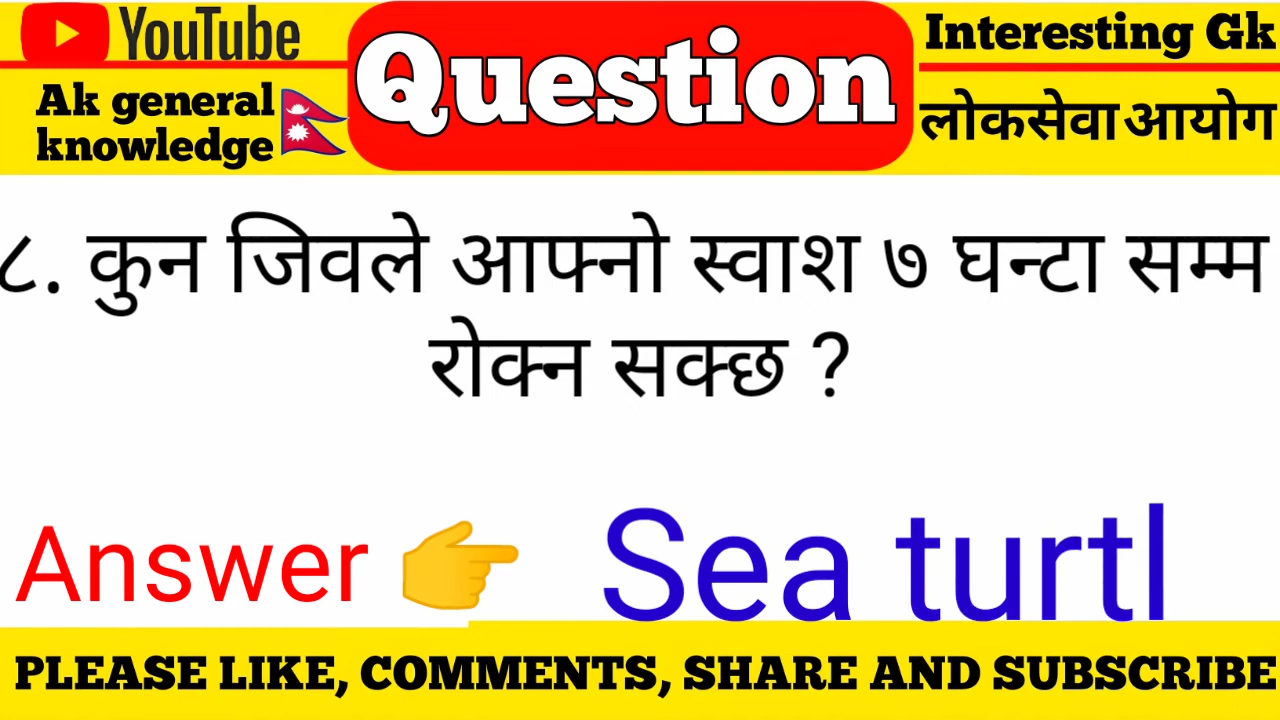 YouTube
Ak general
knowledge
Question
Interesting Gk
लोकसेवा आयोग
८. कुन जिवले आफ्नो स्वाश ७ घन्टा सम्म
रोक्न सक्छ ?
Answer 👉 Sea turtl
PLEASE LIKE, COMMENTS, SHARE AND SUBSCRIBE